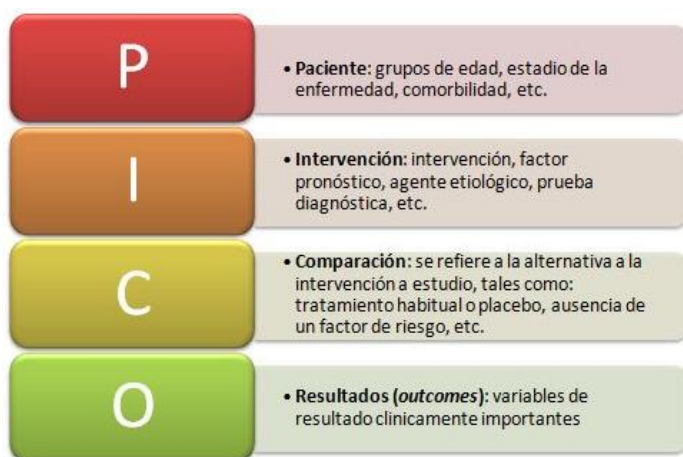 P
• Paciente: grupos de edad, estadio de la
enfermedad, comorbilidad, etc.
I
• Intervención: intervención, factor
pronóstico, agente etiológico, prueba
diagnóstica, etc.
C
• Comparación: se refiere a la alternativa a la
intervención a estudio, tales como:
tratamiento habitual o placebo, ausencia de
un factor de riesgo, etc.
O
• Resultados (outcomes): variables de
resultado clinicamente importantes